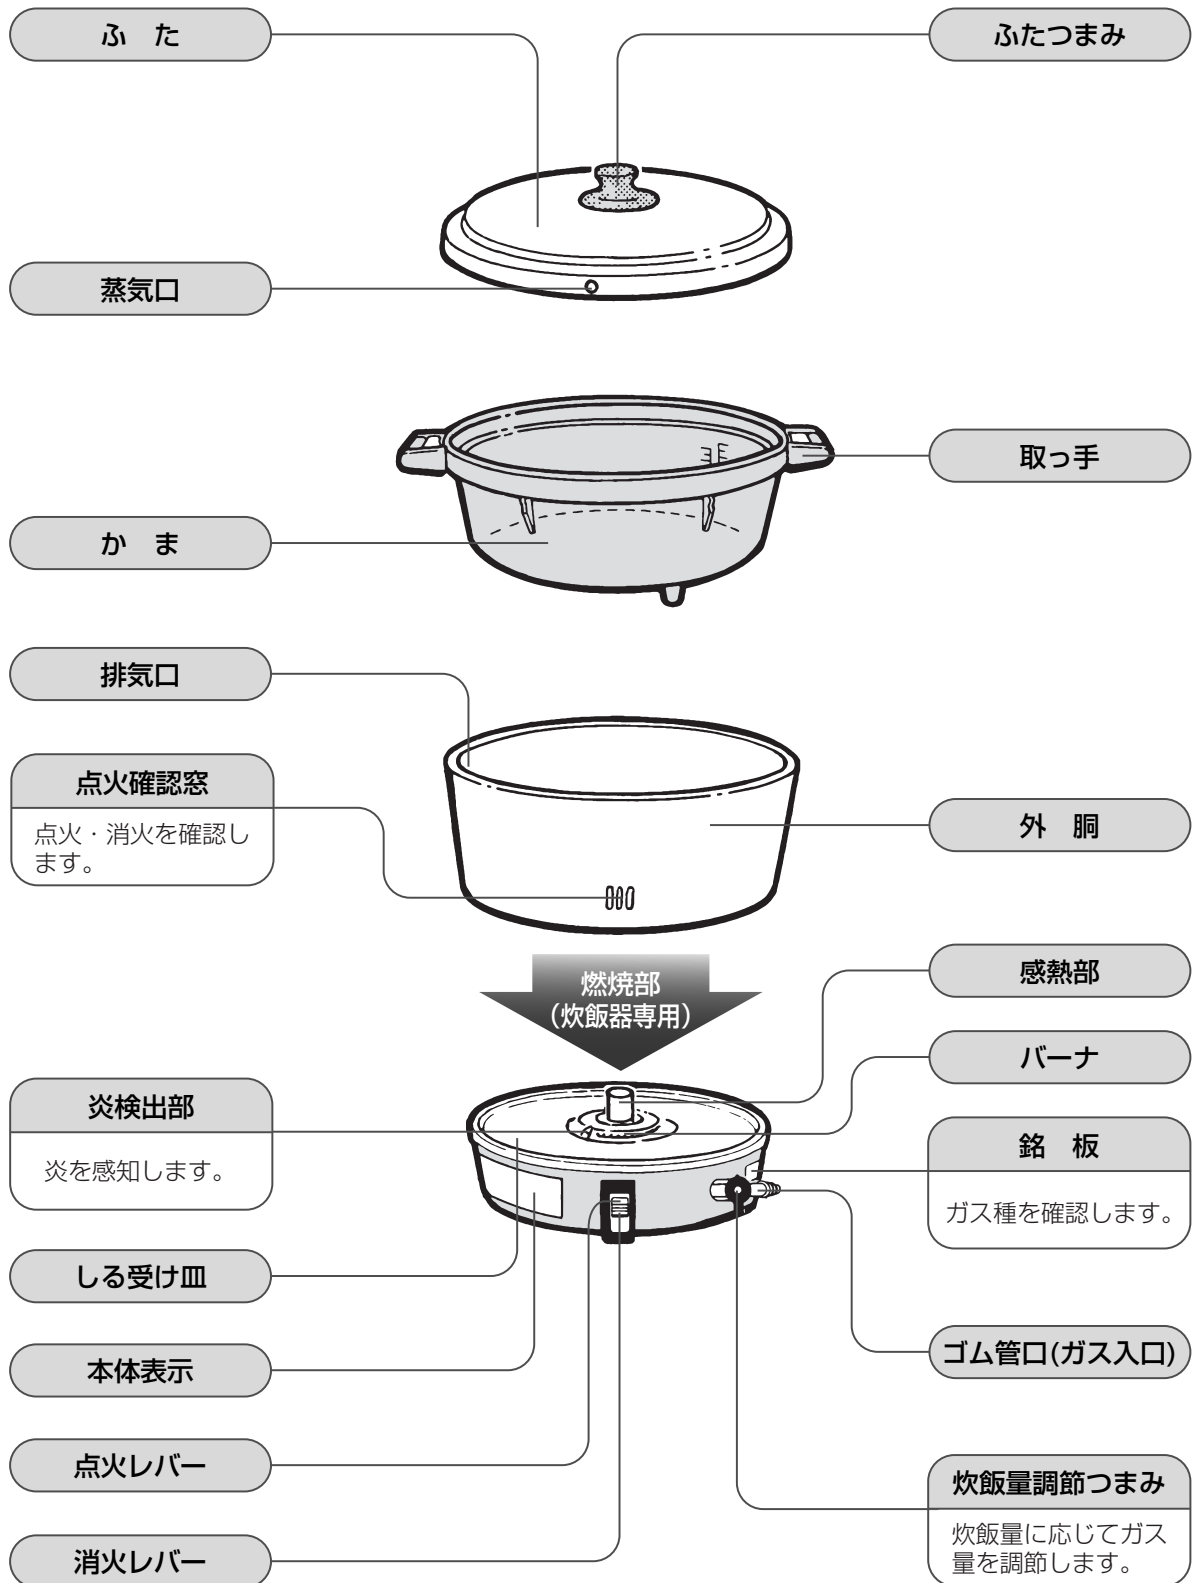 ふ た
ふたつまみ
蒸気口
取っ手
か ま
排気口
点火確認窓
点火・消火を確認し
ます。
外 胴
燃焼部
（炊飯器専用）
感熱部
バーナ
炎検出部
炎を感知します。
銘 板
ガス種を確認します。
しる受け皿
ゴム管口(ガス入口)
本体表示
点火レバー
炊飯量調節つまみ
炊飯量に応じてガス
量を調節します。
消火レバー